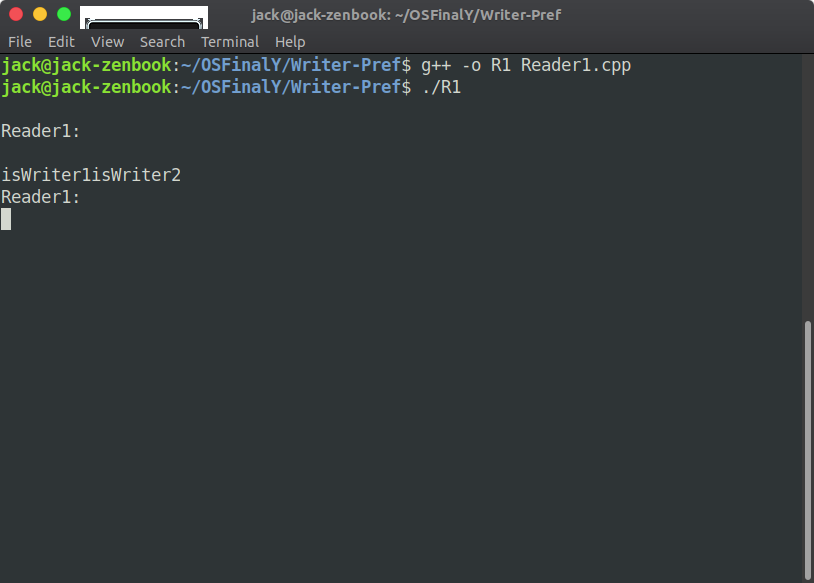 jack@jack-zenbook: ~/OSFinalY/Writer-Pref
File Edit View Search Terminal Help
jack@jack-zenbook:~/OSFinalY/Writer-Pref$ g++ -o R1 Reader1.cpp
jack@jack-zenbook:~/OSFinalY/Writer-Pref$ ./R1
Reader1:
isWriter1isWriter2
Reader1: